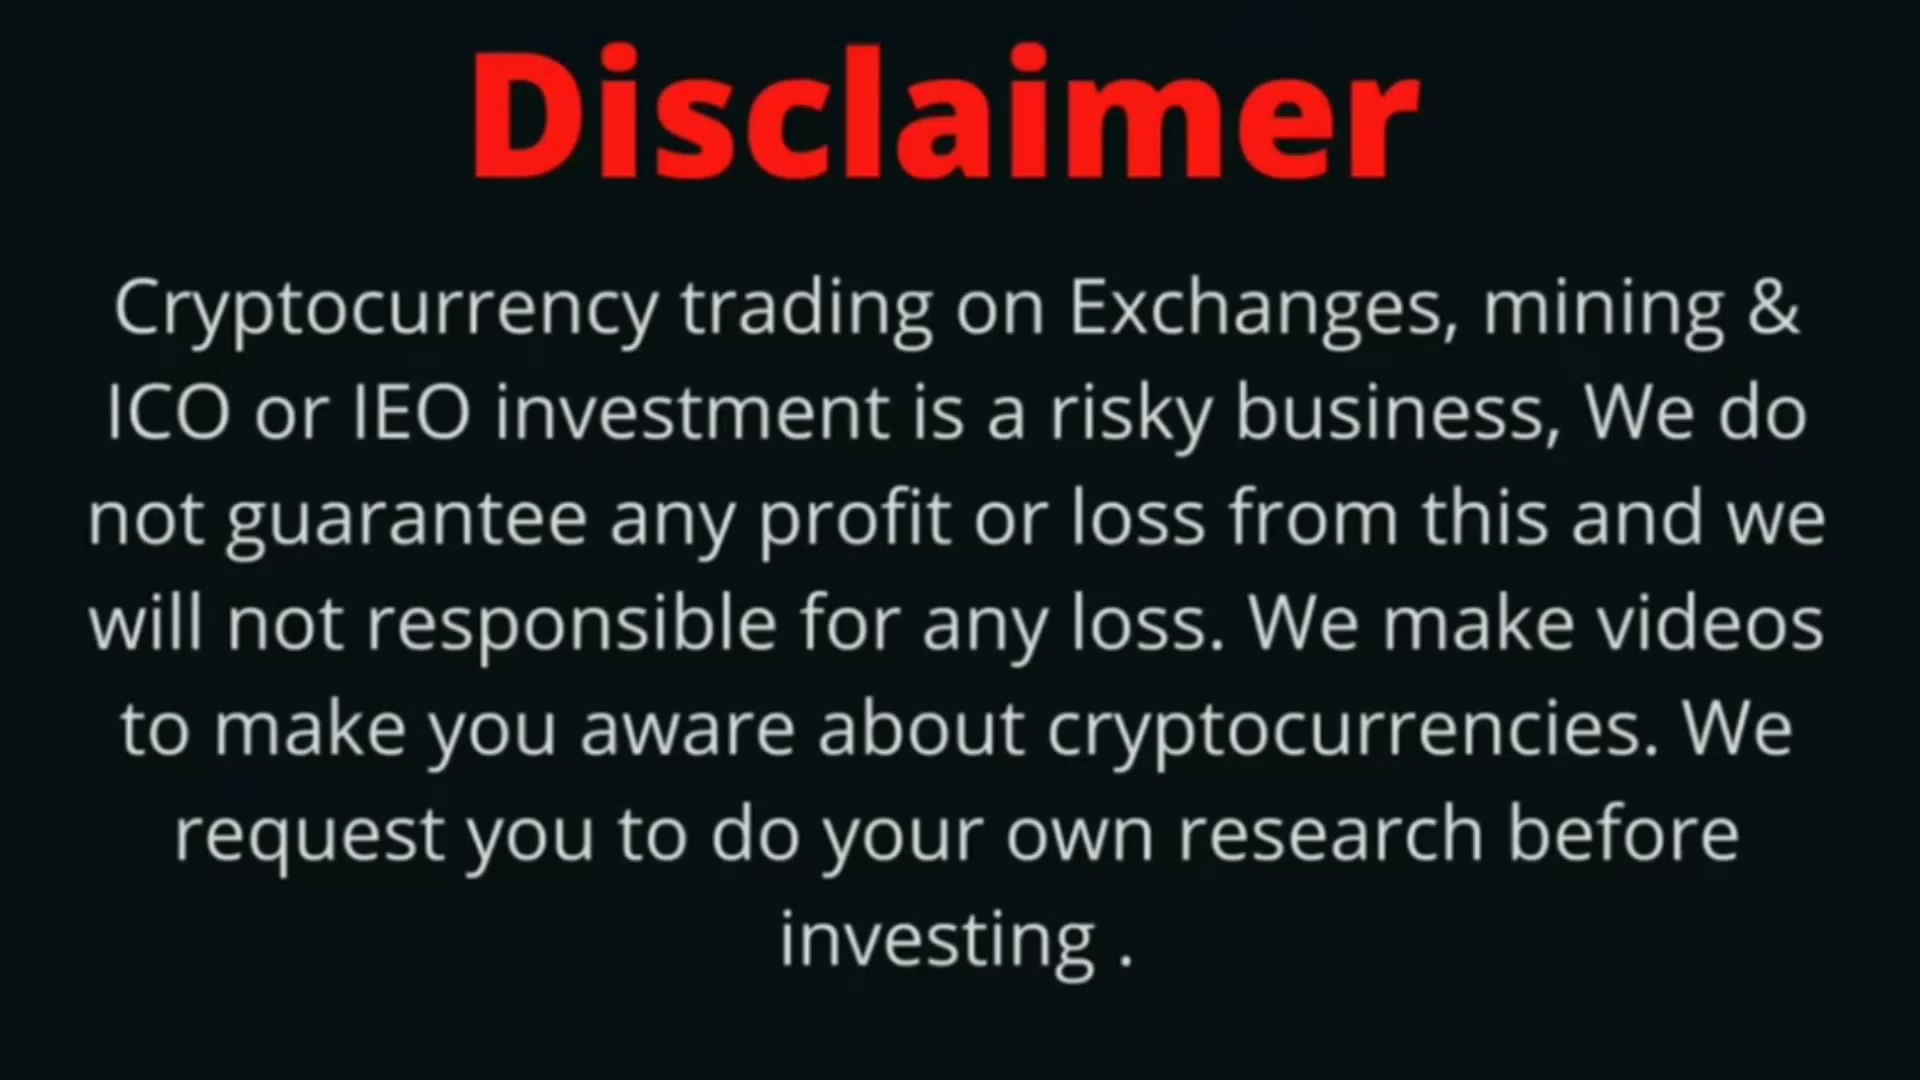 Disclaimer
Cryptocurrency trading on Exchanges, mining &
ICO or IEO investment is a risky business, We do
not guarantee any profit or loss from this and we
will not responsible for any loss. We make videos
to make you aware about cryptocurrencies. We
request you to do your own research before
investing .